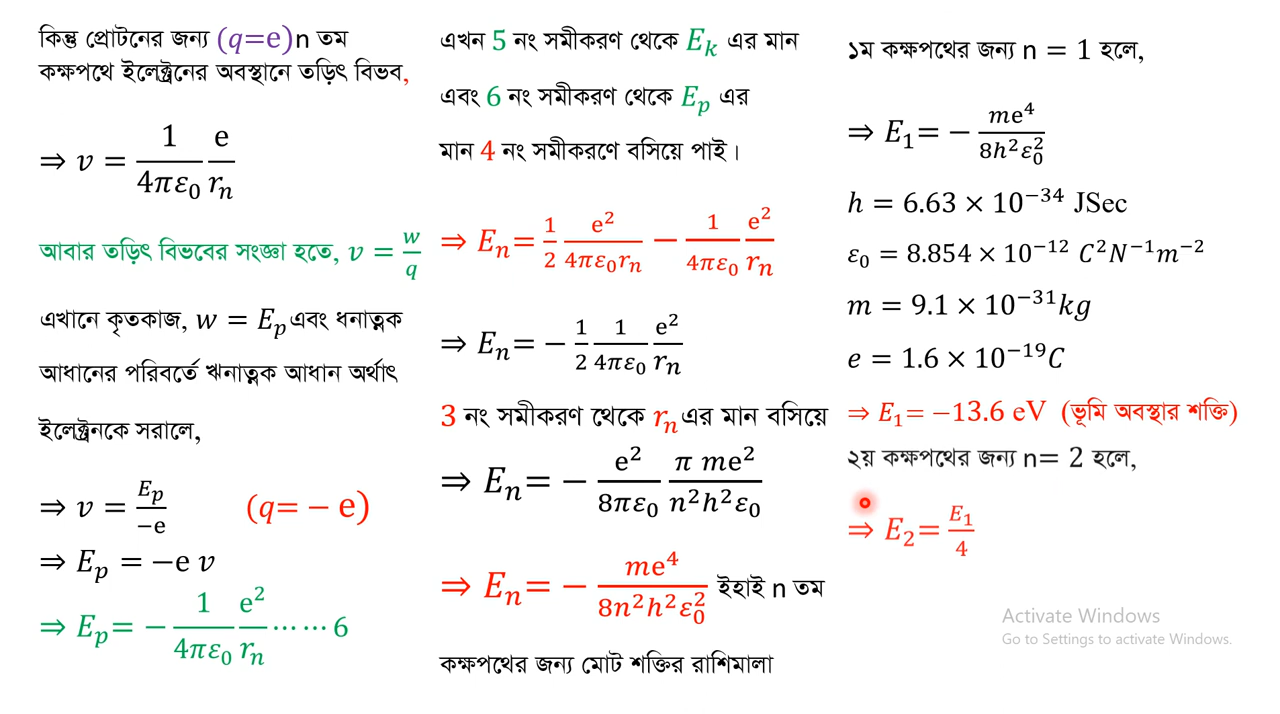 কিন্তু প্রোটনের জন্য (q=e)n তম
কক্ষপথে ইলেক্ট্রনের অবস্থানে তড়িৎ বিভব,
⇒ v = 1/4πε₀ e/rₙ
আবার তড়িৎ বিভবের সংজ্ঞা হতে, v = w/q
এখানে কৃতকাজ, w = Eₚ এবং ধনাত্নক
আধানের পরিবর্তে ঋনাত্নক আধান অর্থাৎ
ইলেক্ট্রনকে সরালে,
⇒ v = Eₚ/−e (q= − e)
⇒ Eₚ = −e v
⇒ Eₚ= − 1/4πε₀ e²/rₙ ⋯⋯ 6
এখন 5 নং সমীকরণ থেকে Eₖ এর মান
এবং 6 নং সমীকরণ থেকে Eₚ এর
মান 4 নং সমীকরণে বসিয়ে পাই।
⇒ Eₙ= 1/2 e²/4πε₀rₙ − 1/4πε₀ e²/rₙ
⇒ Eₙ= − 1/2 1/4πε₀ e²/rₙ
3 নং সমীকরণ থেকে rₙ এর মান বসিয়ে
⇒ Eₙ= − e²/8πε₀ π me²/n²h²ε₀
⇒ Eₙ= − me⁴/8n²h²ε₀² ইহাই n তম
কক্ষপথের জন্য মোট শক্তির রাশিমালা
১ম কক্ষপথের জন্য n = 1 হলে,
⇒ E₁= − me⁴/8h²ε₀²
h = 6.63 × 10⁻³⁴ JSec
ε₀ = 8.854 × 10⁻¹² C²N⁻¹m⁻²
m = 9.1 × 10⁻³¹kg
e = 1.6 × 10⁻¹⁹C
⇒ E₁= −13.6 eV (ভূমি অবস্থার শক্তি)
২য় কক্ষপথের জন্য n= 2 হলে,
⇒ E₂= E₁/4
Activate Windows
Go to Settings to activate Windows.